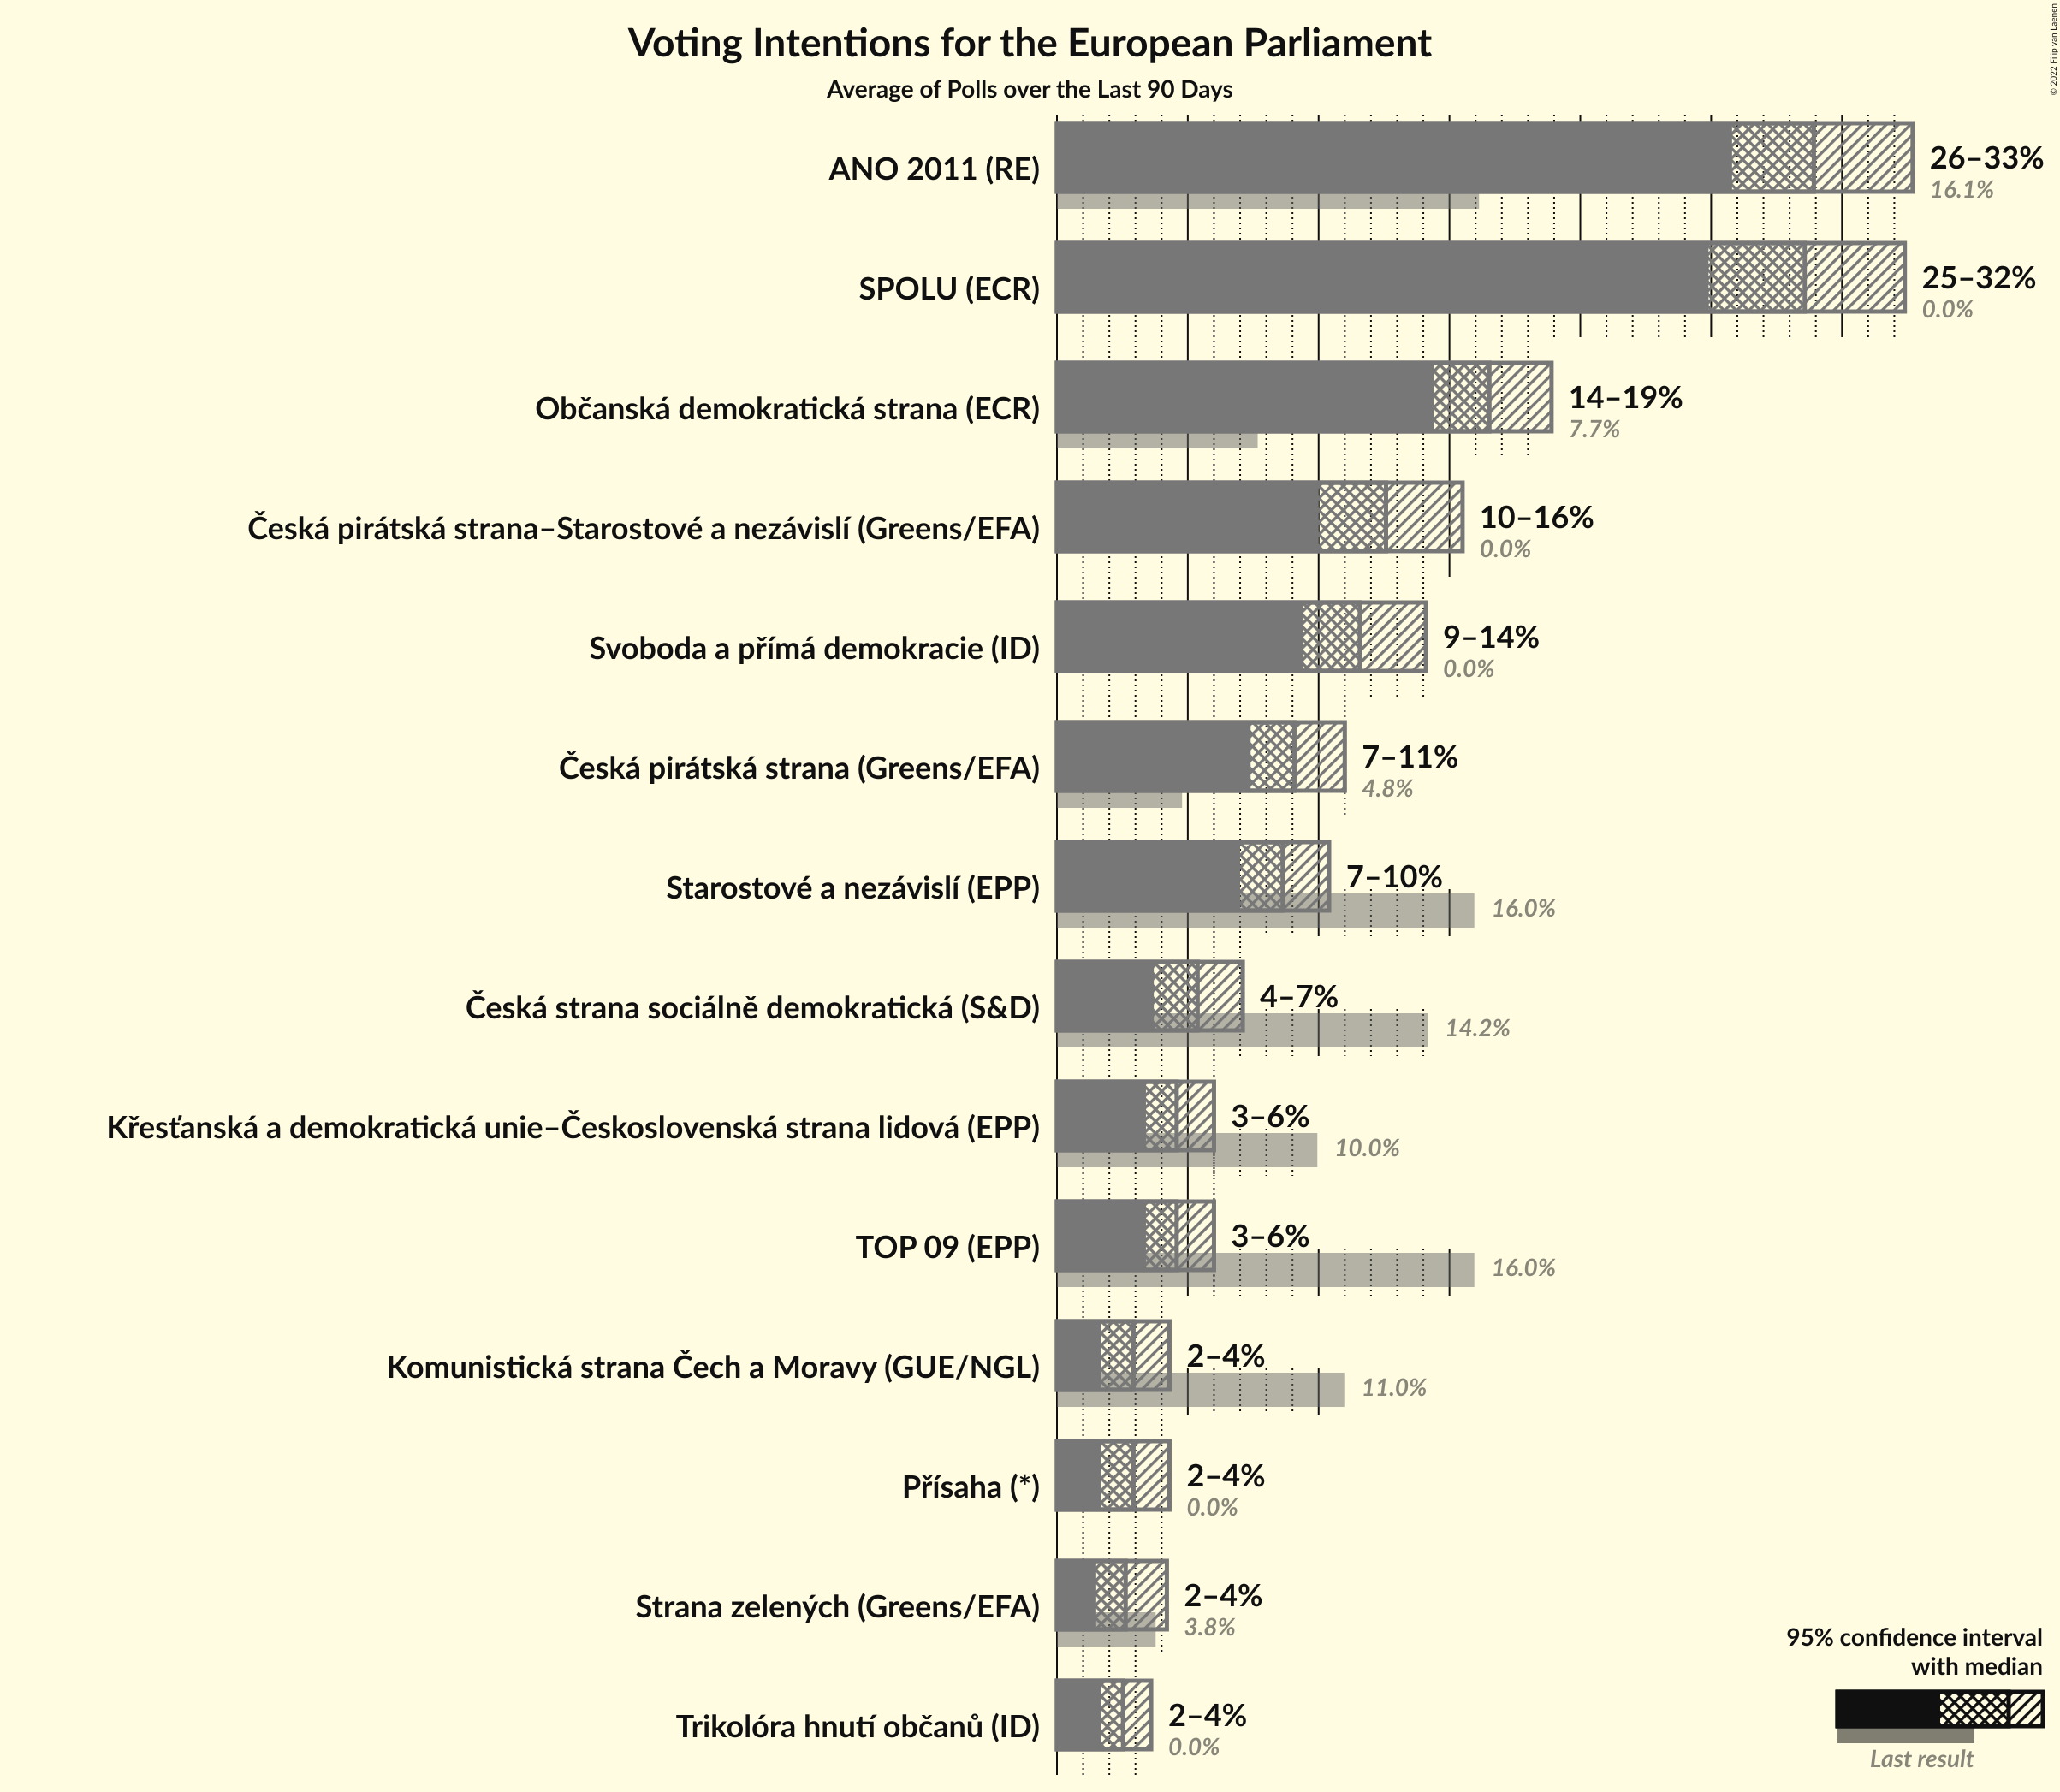 Voting Intentions for the European Parliament
Average of Polls over the Last 90 Days
© 2022 Filip van Laenen
ANO 2011 (RE)
26–33%
16.1%
SPOLU (ECR)
25–32%
0.0%
Občanská demokratická strana (ECR)
14–19%
7.7%
Česká pirátská strana–Starostové a nezávislí (Greens/EFA)
10–16%
0.0%
Svoboda a přímá demokracie (ID)
9–14%
0.0%
Česká pirátská strana (Greens/EFA)
7–11%
4.8%
Starostové a nezávislí (EPP)
7–10%
16.0%
Česká strana sociálně demokratická (S&D)
4–7%
14.2%
Křesťanská a demokratická unie–Československá strana lidová (EPP)
3–6%
10.0%
TOP 09 (EPP)
3–6%
16.0%
Komunistická strana Čech a Moravy (GUE/NGL)
2–4%
11.0%
Přísaha (*)
2–4%
0.0%
Strana zelených (Greens/EFA)
2–4%
3.8%
Trikolóra hnutí občanů (ID)
2–4%
0.0%
95% confidence interval
with median
Last result